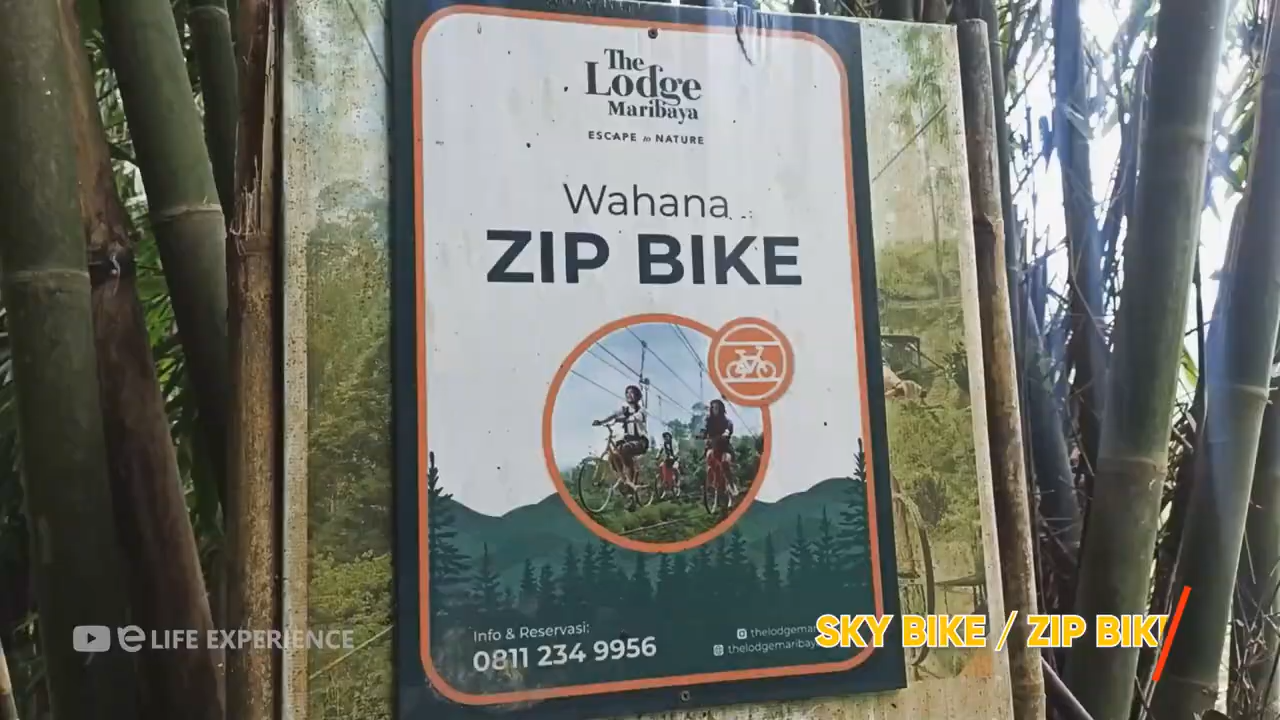 The
Lodge
Maribaya
ESCAPE to NATURE
Wahana
ZIP BIKE
Info & Reservasi:
0811 234 9956
LIFE EXPERIENCE
SKY BIKE / ZIP BIK